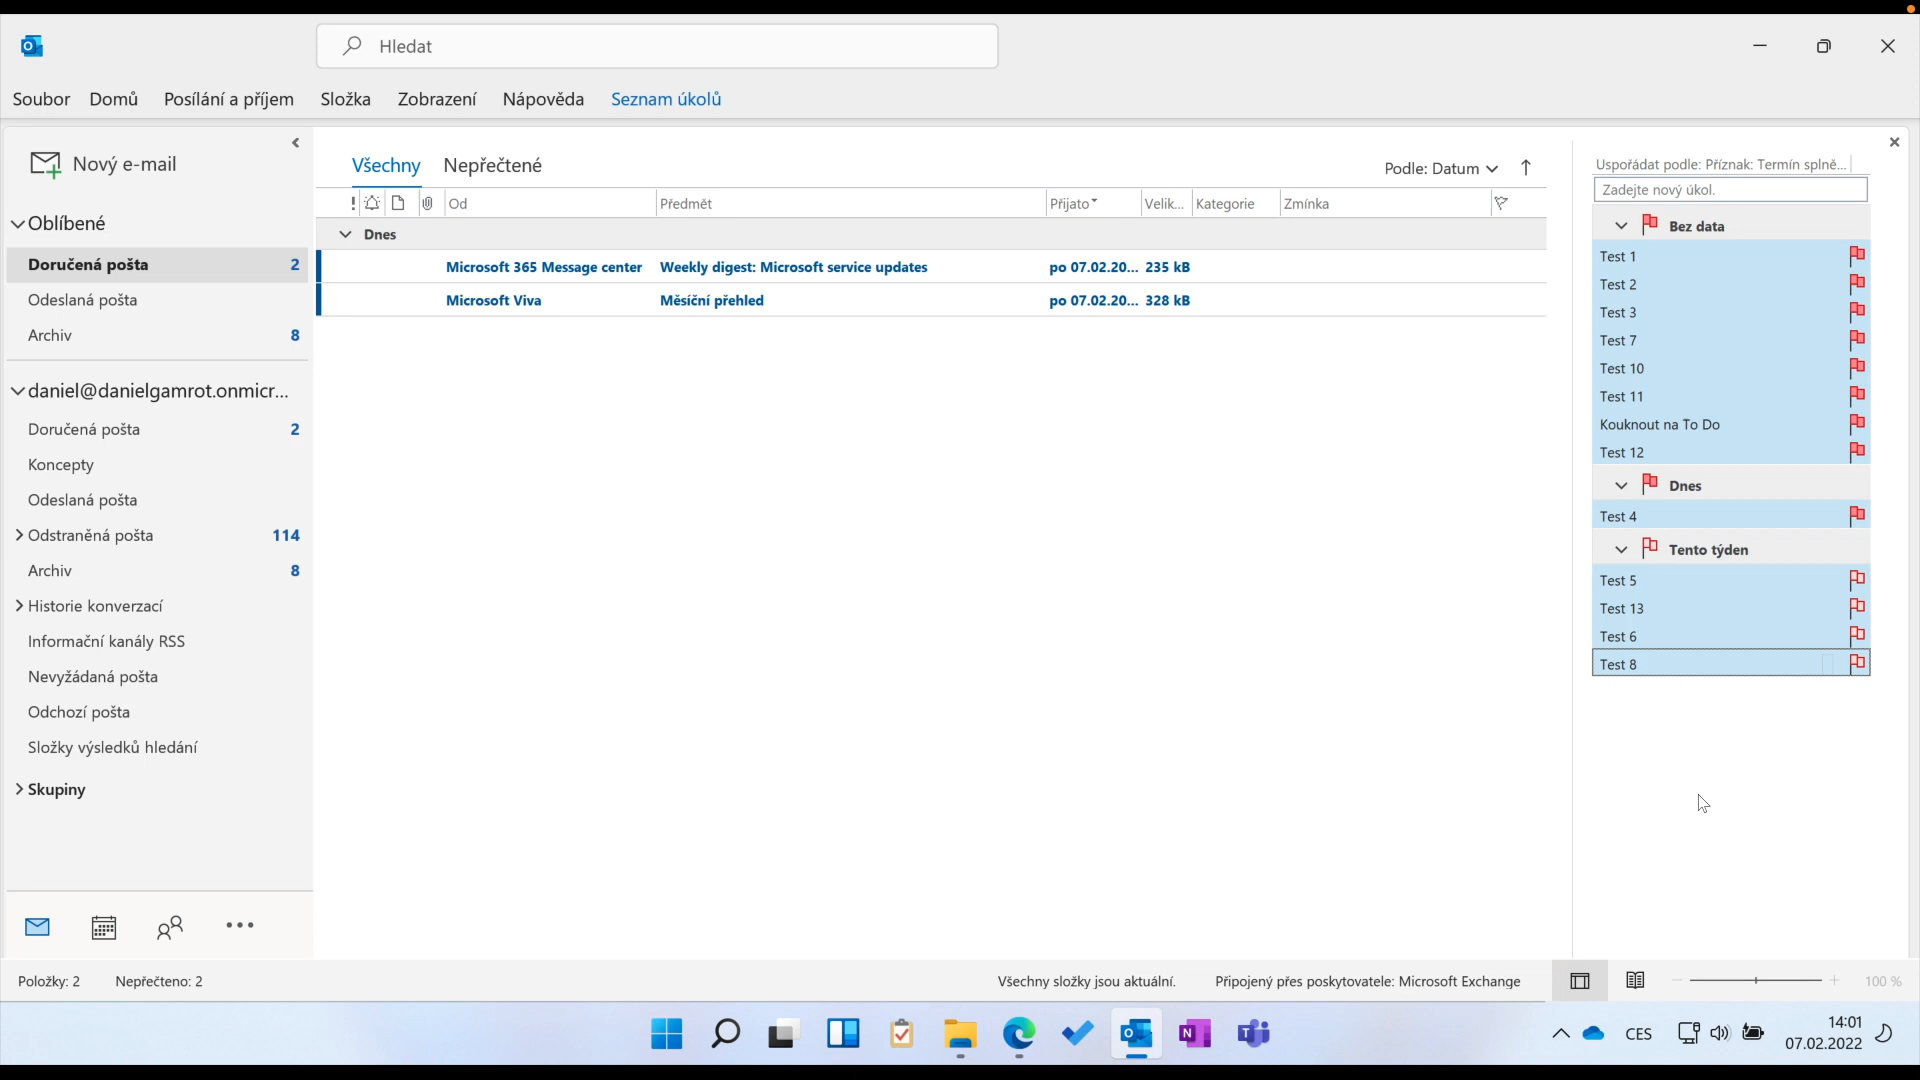 Hledat
Soubor Domů Posílání a příjem Složka Zobrazení Nápověda Seznam úkolů
Nový e-mail
Oblíbené
Doručená pošta 2
Odeslaná pošta
Archiv 8
daniel@danielgamrot.onmicr...
Doručená pošta 2
Koncepty
Odeslaná pošta
Odstraněná pošta 114
Archiv 8
Historie konverzací
Informační kanály RSS
Nevyžádaná pošta
Odchozí pošta
Složky výsledků hledání
Skupiny
Všechny Nepřečtené
Podle: Datum
! Od Předmět Přijato Velik... Kategorie Zmínka
Dnes
Microsoft 365 Message center Weekly digest: Microsoft service updates po 07.02.20... 235 kB
Microsoft Viva Měsíční přehled po 07.02.20... 328 kB
Uspořádat podle: Příznak: Termín splně...
Zadejte nový úkol.
Bez data
Test 1
Test 2
Test 3
Test 7
Test 10
Test 11
Kouknout na To Do
Test 12
Dnes
Test 4
Tento týden
Test 5
Test 13
Test 6
Test 8
Položky: 2 Nepřečteno: 2 Všechny složky jsou aktuální. Připojený přes poskytovatele: Microsoft Exchange 100 %
CES 14:01
07.02.2022